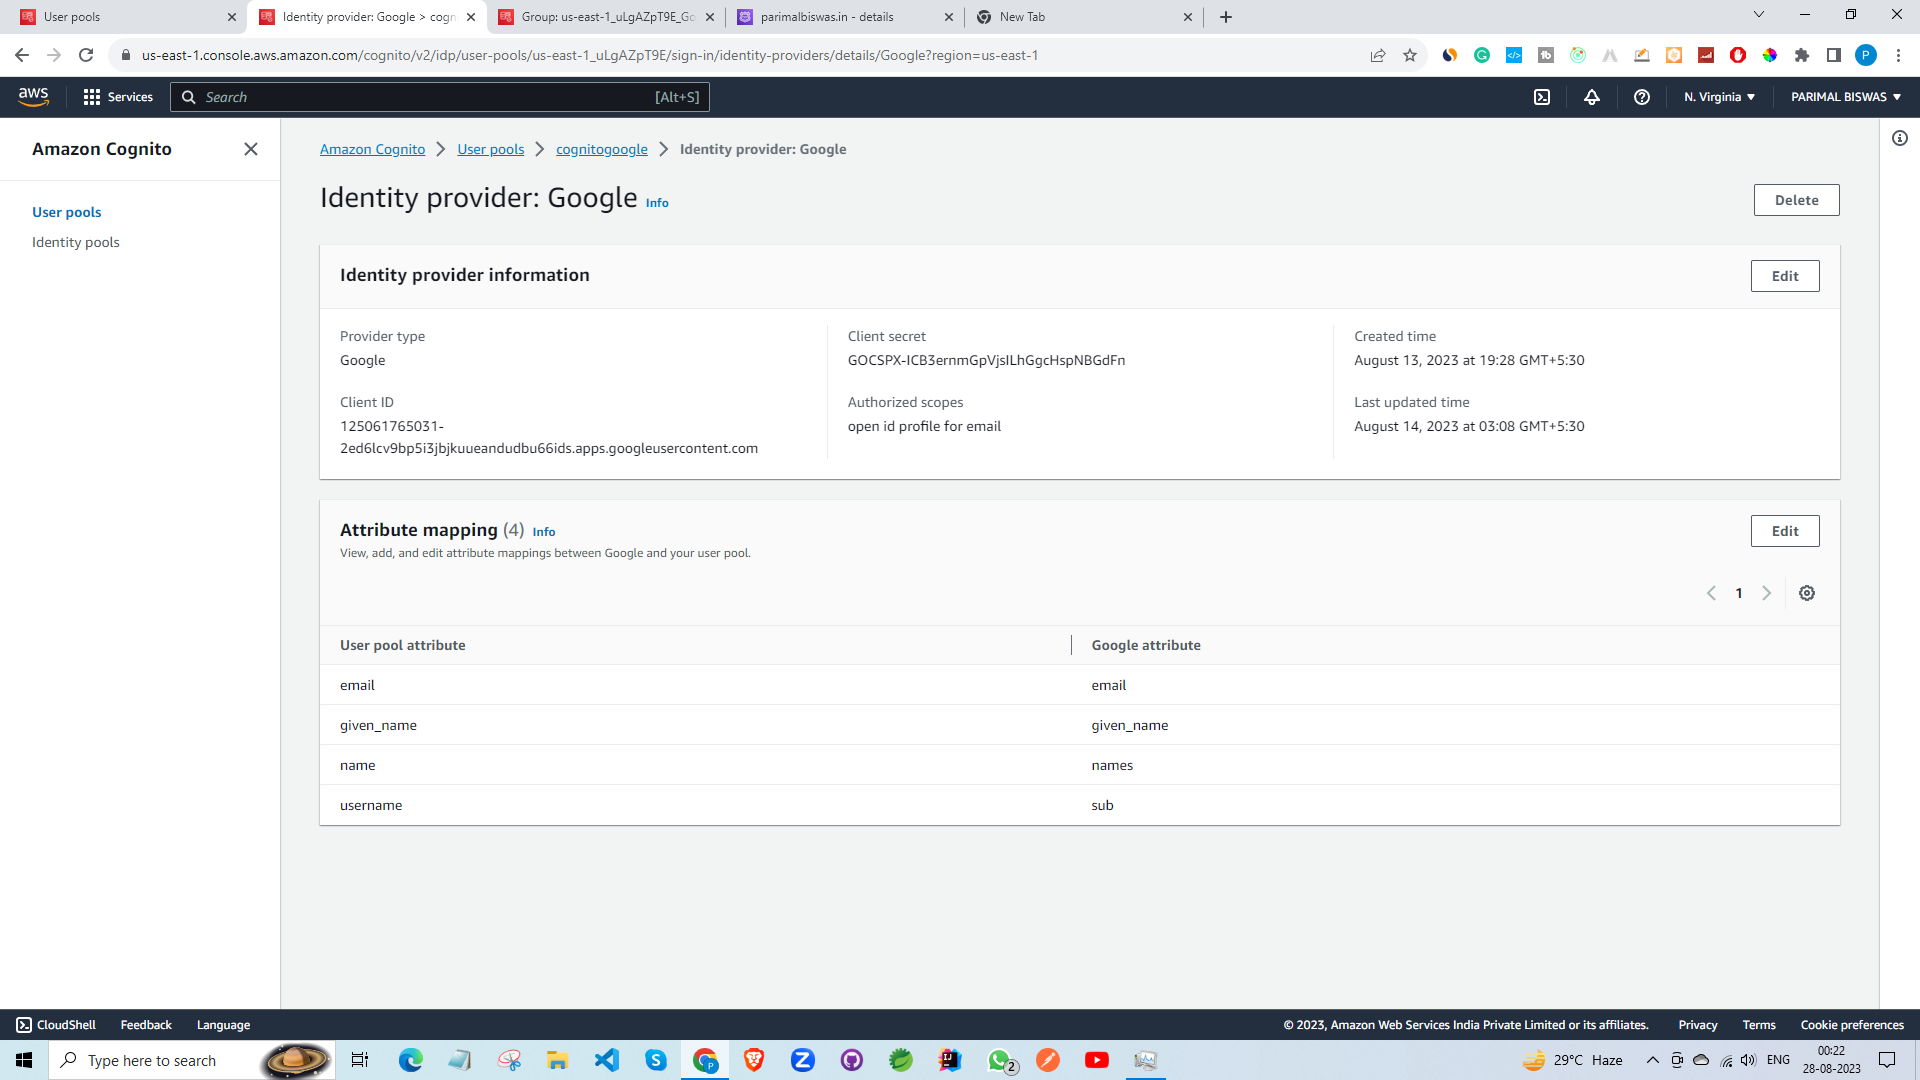 User pools
Identity provider: Google > cogn
Group: us-east-1_uLgAZpT9E_Go
parimalbiswas.in - details
New Tab
us-east-1.console.aws.amazon.com/cognito/v2/idp/user-pools/us-east-1_uLgAZpT9E/sign-in/identity-providers/details/Google?region=us-east-1
aws
Services
Search
[Alt+S]
N. Virginia
PARIMAL BISWAS
Amazon Cognito
User pools
Identity pools
Amazon Cognito
User pools
cognitogoogle
Identity provider: Google
Identity provider: Google Info
Delete
Identity provider information
Edit
Provider type
Google
Client ID
125061765031-
2ed6lcv9bp5i3jbjkuueandudbu66ids.apps.googleusercontent.com
Client secret
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
Authorized scopes
open id profile for email
Created time
August 13, 2023 at 19:28 GMT+5:30
Last updated time
August 14, 2023 at 03:08 GMT+5:30
Attribute mapping (4) Info
View, add, and edit attribute mappings between Google and your user pool.
Edit
1
User pool attribute
Google attribute
email
email
given_name
given_name
name
names
username
sub
CloudShell
Feedback
Language
© 2023, Amazon Web Services India Private Limited or its affiliates.
Privacy
Terms
Cookie preferences
Type here to search
2
29°C Haze
ENG
00:22
28-08-2023